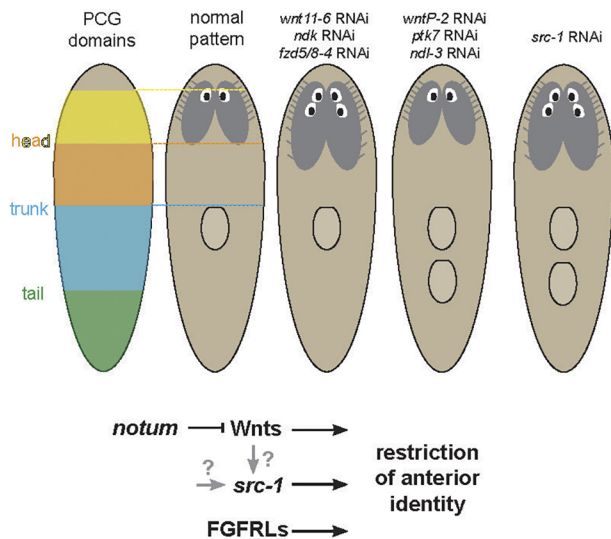 PCG
domains
normal
pattern
wnt11-6 RNAi
ndk RNAi
fzd5/8-4 RNAi
wntP-2 RNAi
ptk7 RNAi
ndl-3 RNAi
src-1 RNAi
head
trunk
tail
notum
Wnts
?
?
src-1
restriction
of anterior
identity
FGFRLs